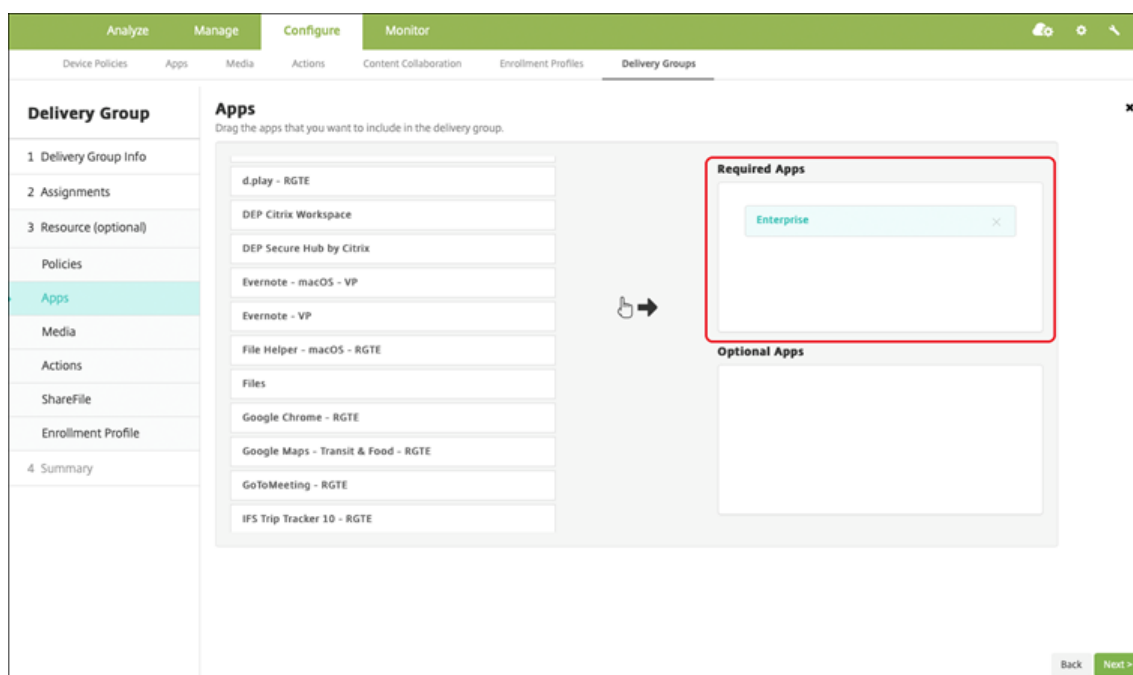 Analyze Manage Configure Monitor
Device Policies Apps Media Actions Content Collaboration Enrollment Profiles Delivery Groups
Delivery Group
1 Delivery Group Info
2 Assignments
3 Resource (optional)
Policies
Apps
Media
Actions
ShareFile
Enrollment Profile
4 Summary
Apps
Drag the apps that you want to include in the delivery group.
d.play - RGTE
DEP Citrix Workspace
DEP Secure Hub by Citrix
Evernote - macOS - VP
Evernote - VP
File Helper - macOS - RGTE
Files
Google Chrome - RGTE
Google Maps - Transit & Food - RGTE
GoToMeeting - RGTE
IFS Trip Tracker 10 - RGTE
Required Apps
Enterprise
Optional Apps
Back Next >